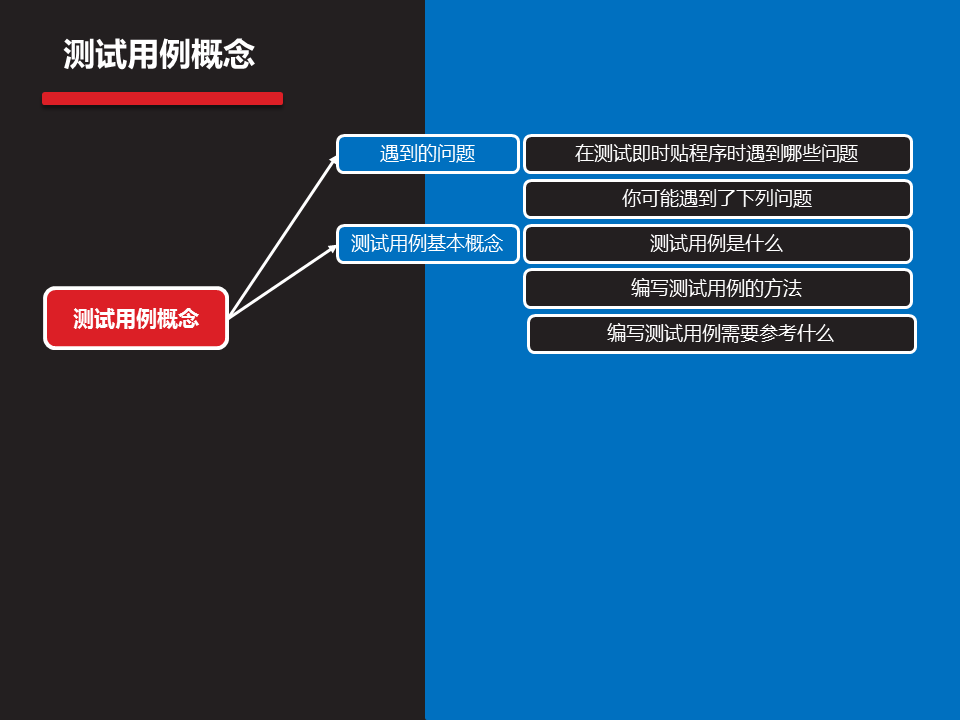 测试用例概念
遇到的问题
在测试即时贴程序时遇到哪些问题
你可能遇到了下列问题
测试用例基本概念
测试用例是什么
编写测试用例的方法
测试用例概念
编写测试用例需要参考什么